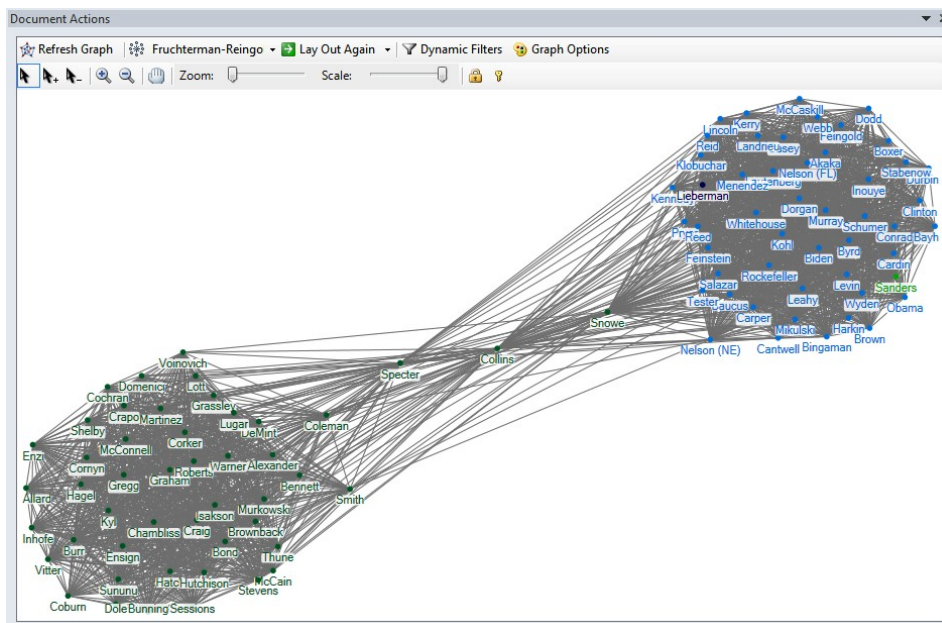 Document Actions
Refresh Graph Fruchterman-Reingo Lay Out Again Dynamic Filters Graph Options
Zoom: Scale:
McCaskill
Dodd
Kerry
Lincoln
Webb
Feingold
Reid
Landrieu
Boxer
Klobuchar
Akaka
Nelson (FL)
Stabenow
Durbin
Menendez
Inouye
Kennedy
Lieberman
Dorgan
Clinton
Whitehouse
Murray
Schumer
Reed
Conrad
Bayh
Kohl
Feinstein
Biden
Byrd
Cardin
Rockefeller
Salazar
Levin
Sanders
Tester
Leahy
Wyden
Obama
Carper
Snowe
Mikulski
Harkin
Brown
Nelson (NE)
Cantwell
Bingaman
Collins
Voinovich
Specter
Domenici
Lott
Cochran
Grassley
Crapo
Martinez
Lugar
DeMint
Coleman
Shelby
McConnell
Corker
Enzi
Cornyn
Roberts
Warner
Alexander
Gregg
Graham
Bennett
Smith
Allard
Hagel
Isakson
Murkowski
Kyl
Chambliss
Craig
Brownback
Inhofe
Burr
Ensign
Bond
Thune
Vitter
Sununu
Hatc
Hutchison
McCain
Stevens
Coburn
Dole
Bunning
Sessions